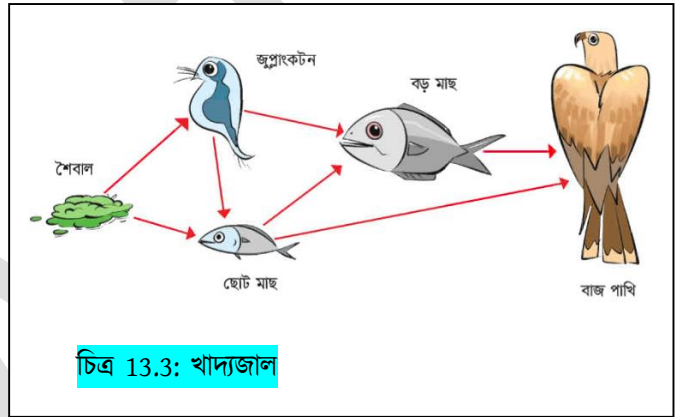 জুপ্লাংকটন
বড় মাছ
শৈবাল
ছোট মাছ
বাজ পাখি
চিত্র 13.3: খাদ্যজাল